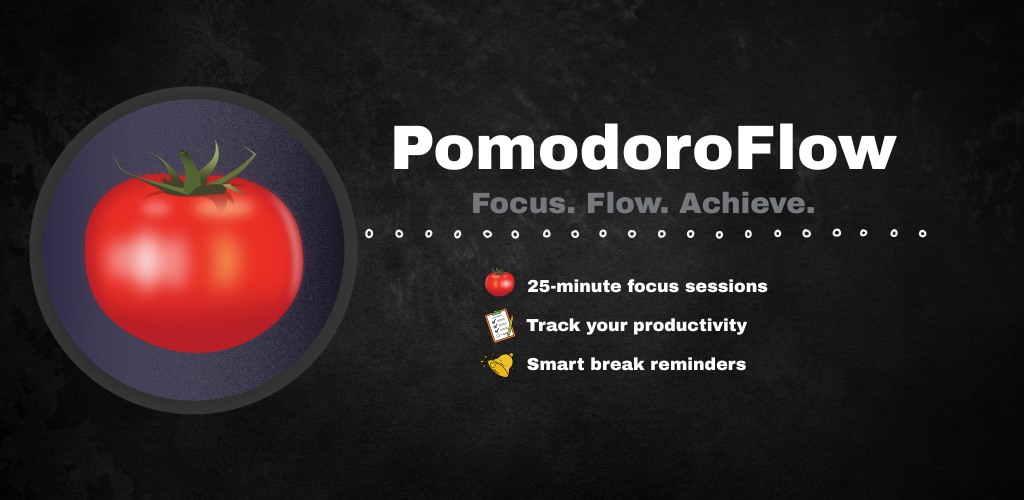 PomodoroFlow
Focus. Flow. Achieve.
25-minute focus sessions
Track your productivity
Smart break reminders